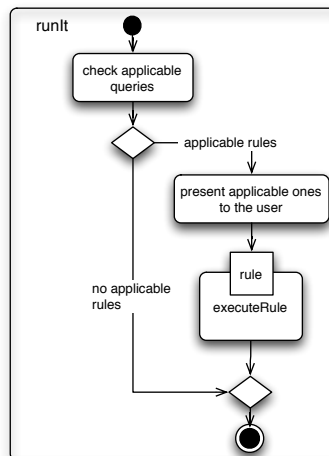 runIt
check applicable
queries
applicable rules
present applicable ones
to the user
rule
executeRule
no applicable
rules